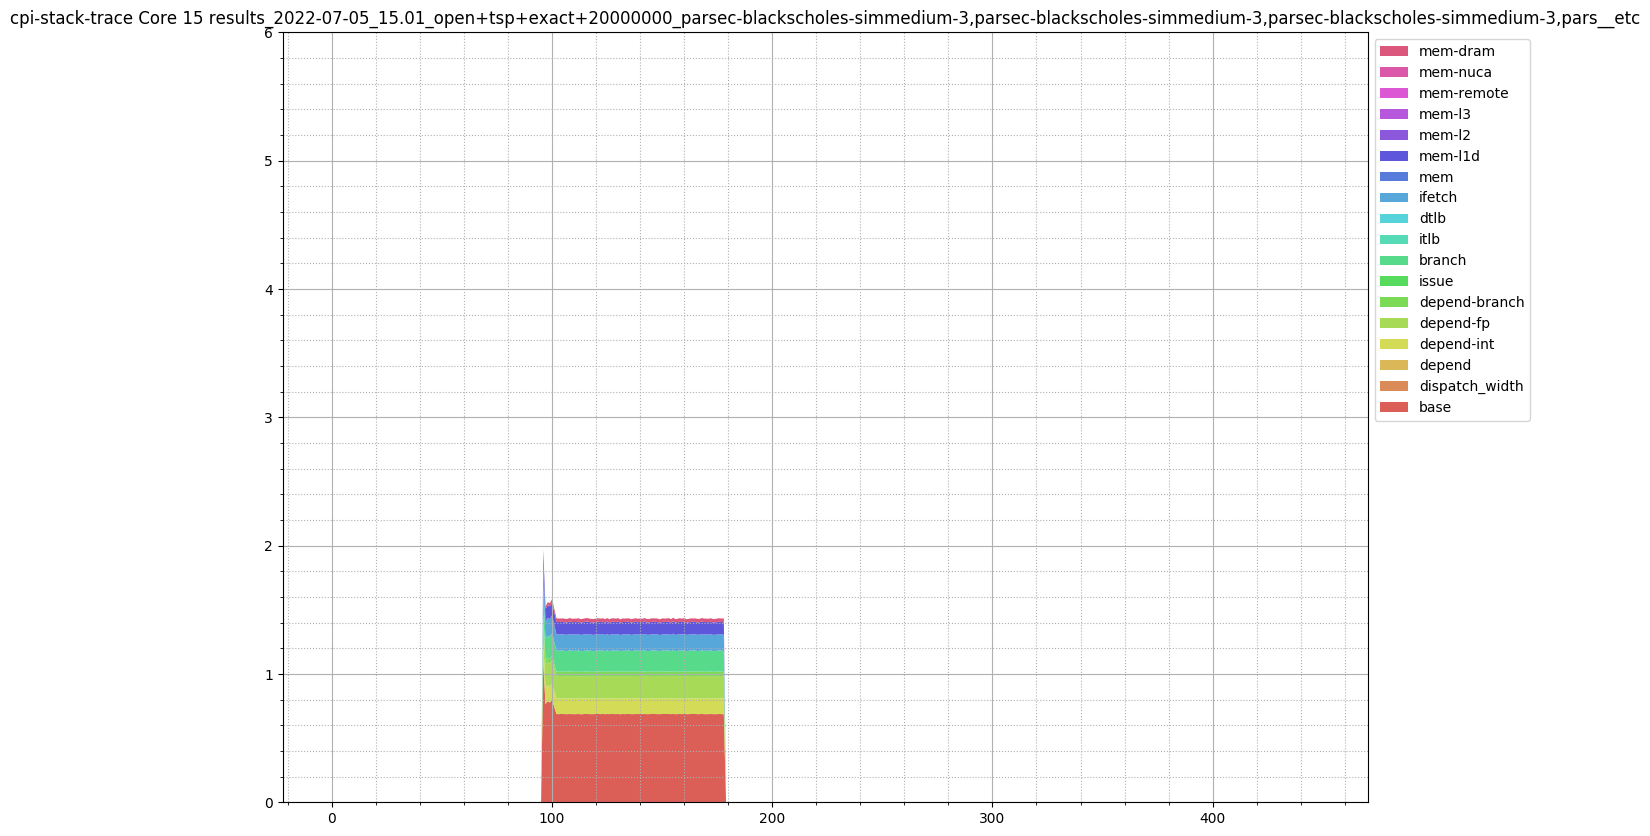 cpi-stack-trace Core 15 results_2022-07-05_15.01_open+tsp+exact+20000000_parsec-blackscholes-simmedium-3,parsec-blackscholes-simmedium-3,parsec-blackscholes-simmedium-3,pars__etc
6
5
4
3
2
1
0
0 100 200 300 400
mem-dram
mem-nuca
mem-remote
mem-l3
mem-l2
mem-l1d
mem
ifetch
dtlb
itlb
branch
issue
depend-branch
depend-fp
depend-int
depend
dispatch_width
base